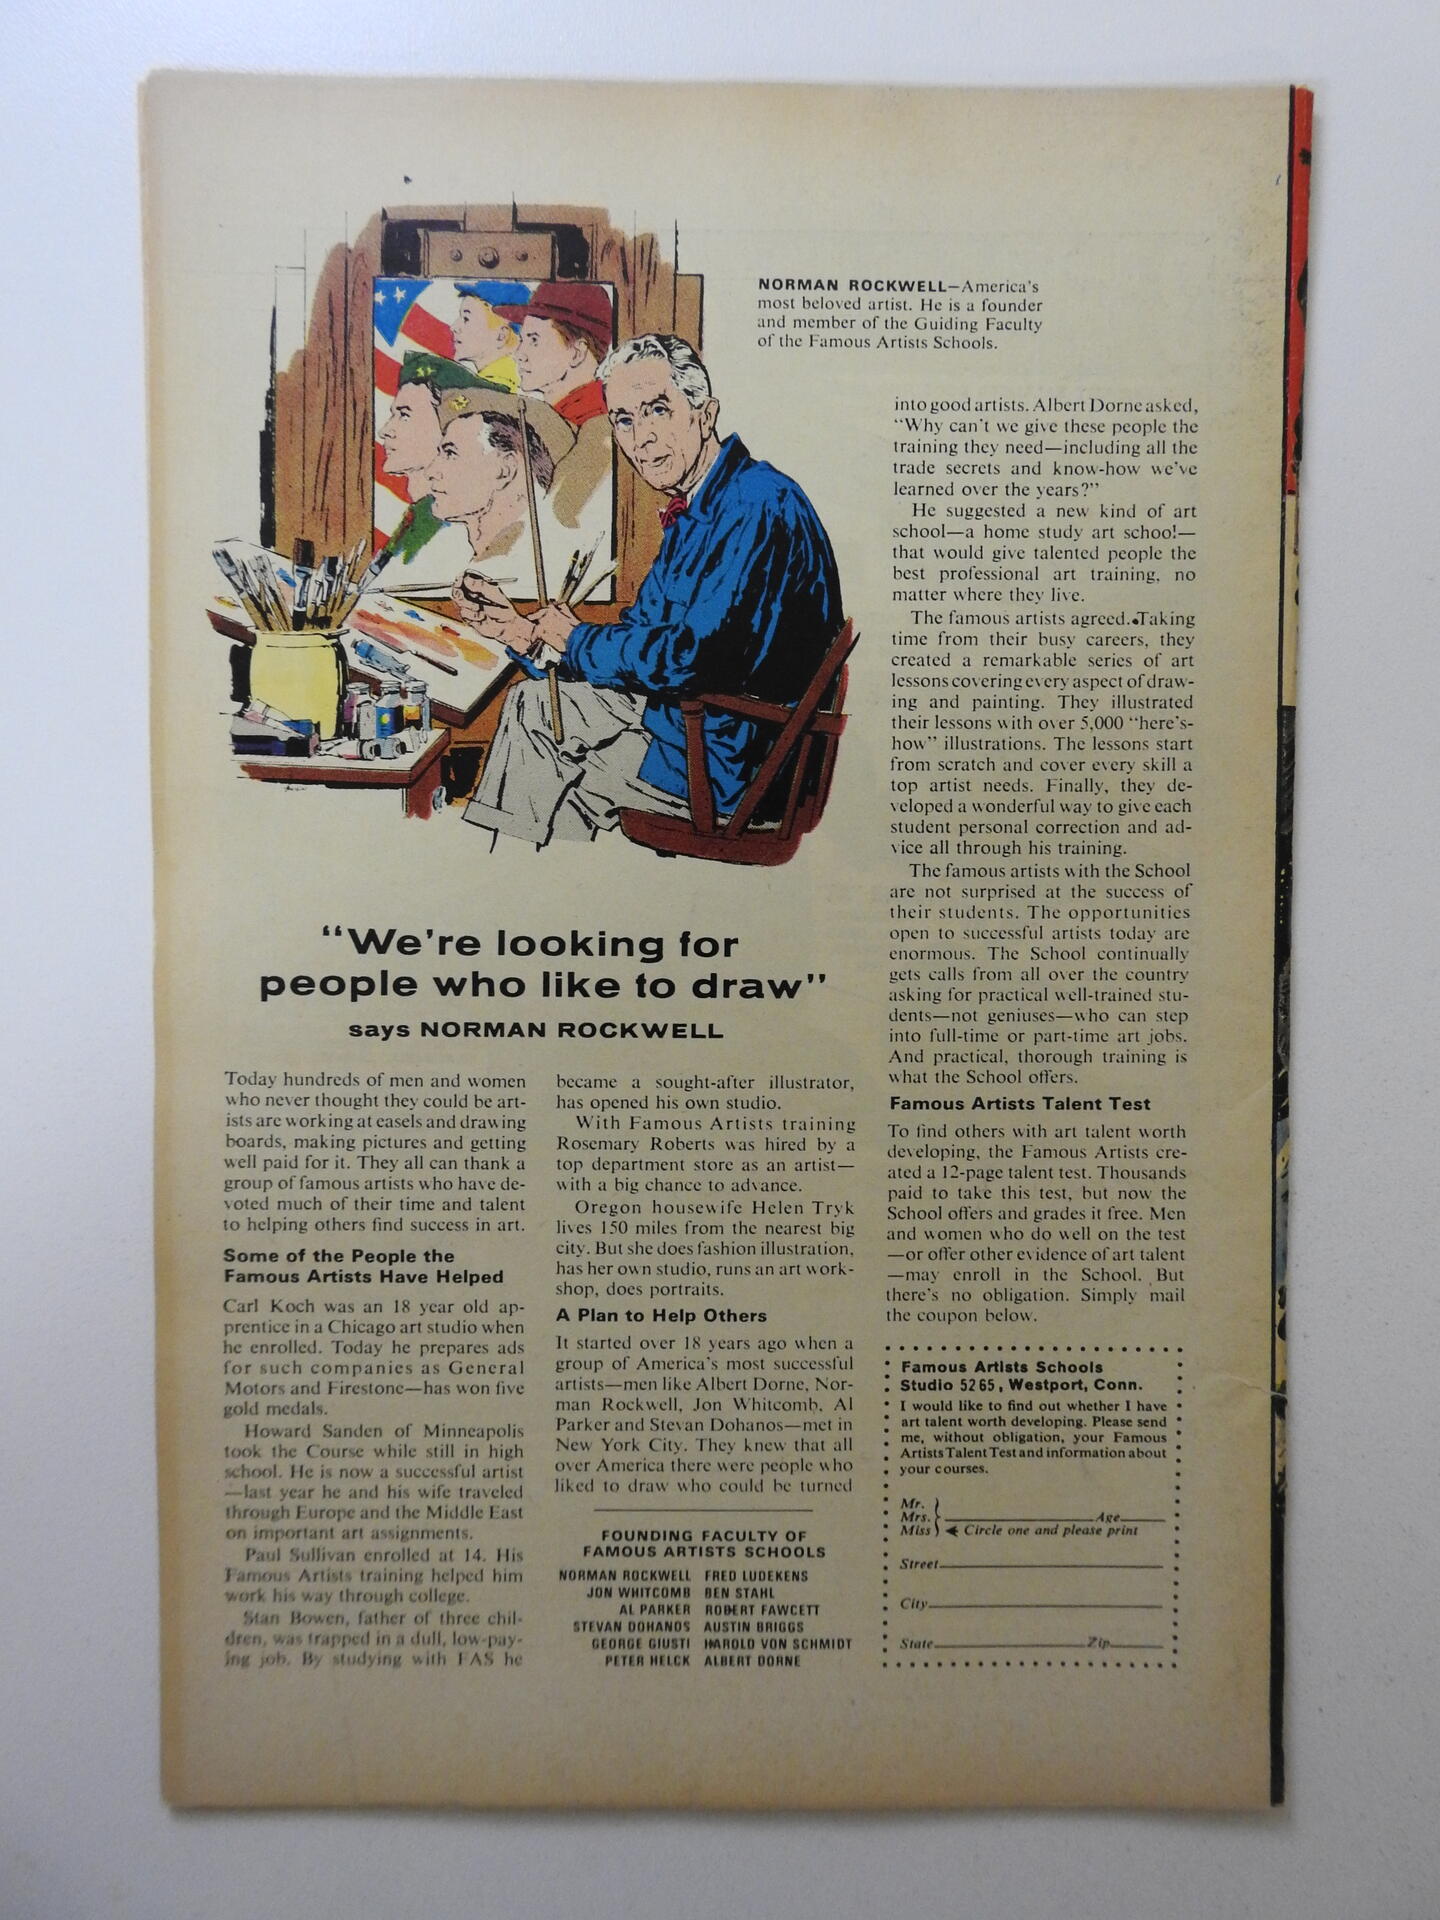 NORMAN ROCKWELL—America's
most beloved artist. He is a founder
and member of the Guiding Faculty
of the Famous Artists Schools.
"We're looking for
people who like to draw"
says NORMAN ROCKWELL
Today hundreds of men and women
who never thought they could be art-
ists are working at easels and drawing
boards, making pictures and getting
well paid for it. They all can thank a
group of famous artists who have de-
voted much of their time and talent
to helping others find success in art.
Some of the People the
Famous Artists Have Helped
Carl Koch was an 18 year old ap-
prentice in a Chicago art studio when
he enrolled. Today he prepares ads
for such companies as General
Motors and Firestone—has won five
gold medals.
Howard Sanden of Minneapolis
took the Course while still in high
school. He is now a successful artist
—last year he and his wife traveled
through Europe and the Middle East
on important art assignments.
Paul Sullivan enrolled at 14. His
Famous Artists training helped him
work his way through college.
Stan Bowen, father of three chil-
dren, was trapped in a dull, low-pay-
ing job. By studying with FAS he
became a sought-after illustrator,
has opened his own studio.
With Famous Artists training
Rosemary Roberts was hired by a
top department store as an artist—
with a big chance to advance.
Oregon housewife Helen Tryk
lives 150 miles from the nearest big
city. But she does fashion illustration,
has her own studio, runs an art work-
shop, does portraits.
A Plan to Help Others
It started over 18 years ago when a
group of America's most successful
artists—men like Albert Dorne, Nor-
man Rockwell, Jon Whitcomb, Al
Parker and Stevan Dohanos—met in
New York City. They knew that all
over America there were people who
liked to draw who could be turned
FOUNDING FACULTY OF
FAMOUS ARTISTS SCHOOLS
NORMAN ROCKWELL FRED LUDEKENS
JON WHITCOMB BEN STAHL
AL PARKER ROBERT FAWCETT
STEVAN DOHANOS AUSTIN BRIGGS
GEORGE GIUSTI HAROLD VON SCHMIDT
PETER HELCK ALBERT DORNE
into good artists. Albert Dorne asked,
"Why can't we give these people the
training they need—including all the
trade secrets and know-how we've
learned over the years?"
He suggested a new kind of art
school—a home study art school—
that would give talented people the
best professional art training, no
matter where they live.
The famous artists agreed. Taking
time from their busy careers, they
created a remarkable series of art
lessons covering every aspect of draw-
ing and painting. They illustrated
their lessons with over 5,000 "here's-
how" illustrations. The lessons start
from scratch and cover every skill a
top artist needs. Finally, they de-
veloped a wonderful way to give each
student personal correction and ad-
vice all through his training.
The famous artists with the School
are not surprised at the success of
their students. The opportunities
open to successful artists today are
enormous. The School continually
gets calls from all over the country
asking for practical well-trained stu-
dents—not geniuses—who can step
into full-time or part-time art jobs.
And practical, thorough training is
what the School offers.
Famous Artists Talent Test
To find others with art talent worth
developing, the Famous Artists cre-
ated a 12-page talent test. Thousands
paid to take this test, but now the
School offers and grades it free. Men
and women who do well on the test
—or offer other evidence of art talent
—may enroll in the School. But
there's no obligation. Simply mail
the coupon below.
Famous Artists Schools
Studio 5265, Westport, Conn.
I would like to find out whether I have
art talent worth developing. Please send
me, without obligation, your Famous
Artists Talent Test and information about
your courses.
Mr.
Mrs. Age
Miss Circle one and please print
Street
City
State Zip